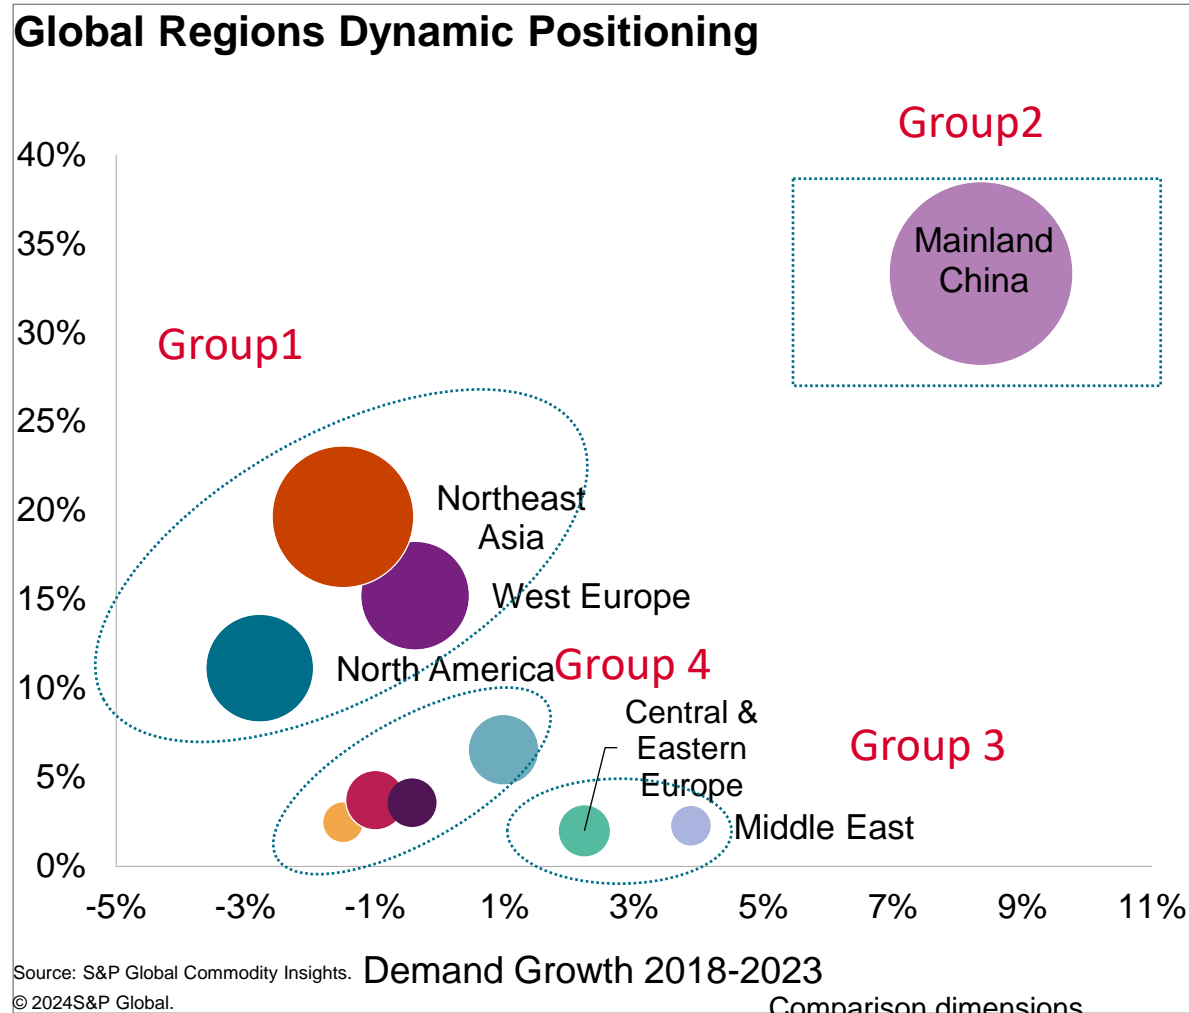 Global Regions Dynamic Positioning
Group2
40%
35%
Mainland
China
30%
Group1
25%
20%
Northeast
Asia
15%
West Europe
10%
North America
Group 4
Central &
Eastern
Europe
Group 3
5%
Middle East
0%
-5%
-3%
-1%
1%
3%
5%
7%
9%
11%
Demand Growth 2018-2023
Source: S&P Global Commodity Insights.
© 2024S&P Global.
Comparison dimensions